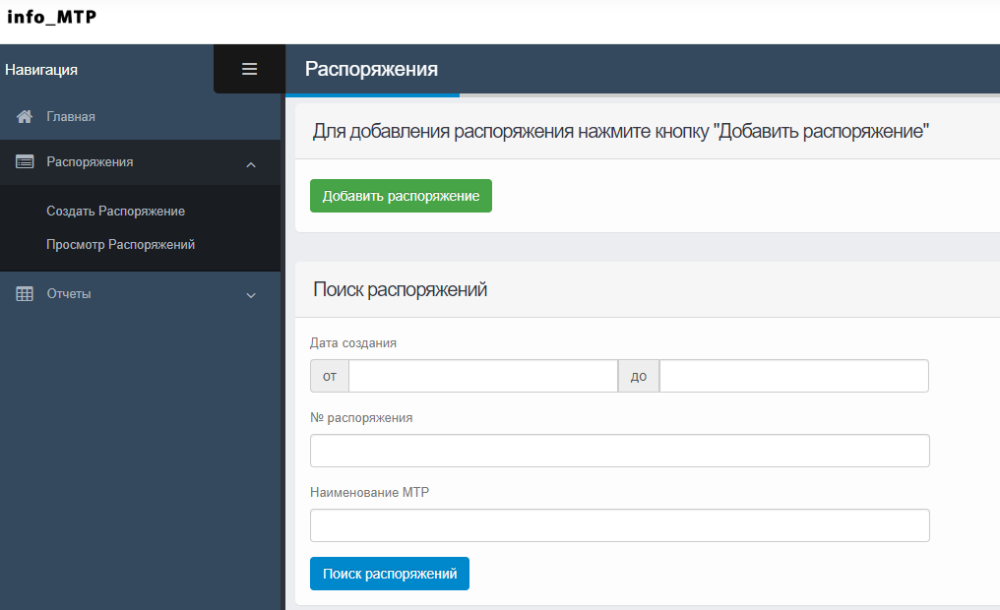 info_МТР
Навигация
Распоряжения
Главная
Распоряжения
Создать Распоряжение
Просмотр Распоряжений
Отчеты
Для добавления распоряжения нажмите кнопку "Добавить распоряжение"
Добавить распоряжение
Поиск распоряжений
Дата создания
от
до
№ распоряжения
Наименование МТР
Поиск распоряжений